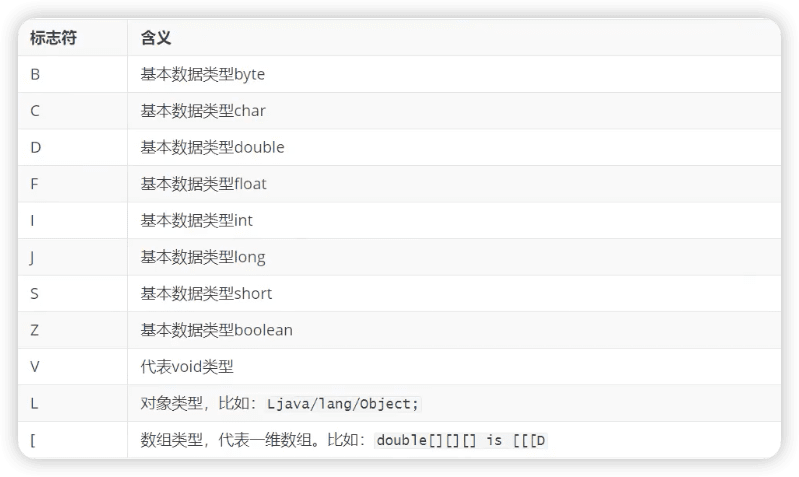 标志符 含义
B 基本数据类型byte
C 基本数据类型char
D 基本数据类型double
F 基本数据类型float
I 基本数据类型int
J 基本数据类型long
S 基本数据类型short
Z 基本数据类型boolean
V 代表void类型
L 对象类型，比如：Ljava/lang/Object;
[ 数组类型，代表一维数组。比如：double[][][] is [[[D